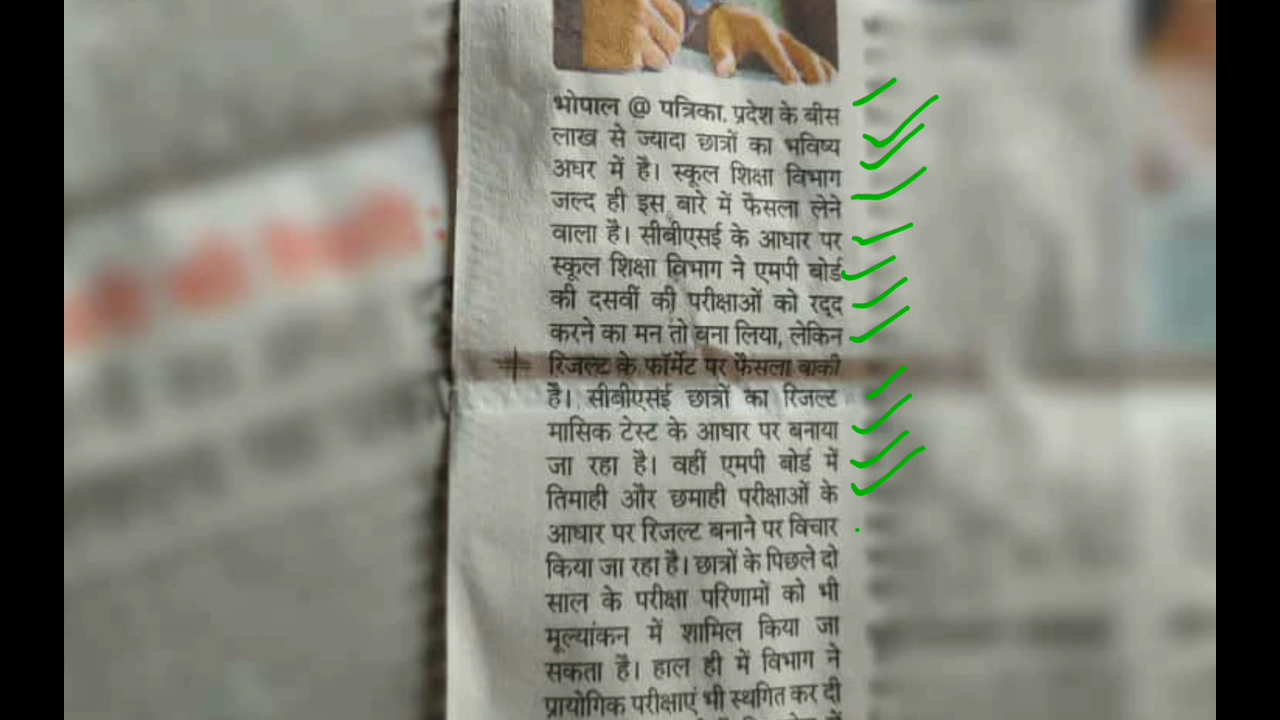 भोपाल @ पत्रिका. प्रदेश के बीस
लाख से ज्यादा छात्रों का भविष्य
अधर में है। स्कूल शिक्षा विभाग
जल्द ही इस बारे में फैसला लेने
वाला है। सीबीएसई के आधार पर
स्कूल शिक्षा विभाग ने एमपी बोर्ड
की दसवीं की परीक्षाओं को रद्द
करने का मन तो बना लिया, लेकिन
रिजल्ट के फॉर्मेट पर फैसला बाकी
है। सीबीएसई छात्रों का रिजल्ट
मासिक टेस्ट के आधार पर बनाया
जा रहा है। वहीं एमपी बोर्ड में
तिमाही और छमाही परीक्षाओं के
आधार पर रिजल्ट बनाने पर विचार
किया जा रहा है। छात्रों के पिछले दो
साल के परीक्षा परिणामों को भी
मूल्यांकन में शामिल किया जा
सकता है। हाल ही में विभाग ने
प्रायोगिक परीक्षाएं भी स्थगित कर दी